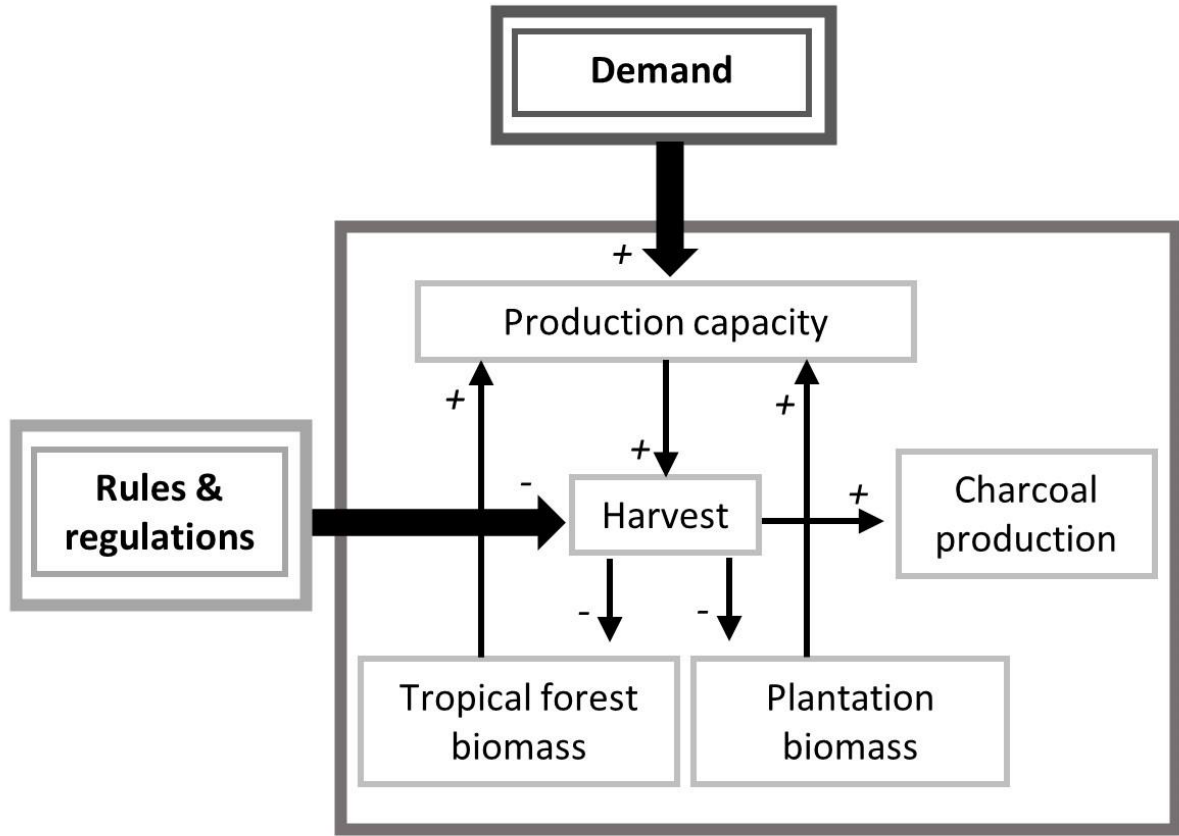 Demand
+
Production capacity
+
+
+
Rules &
regulations
-
Harvest
+
Charcoal
production
-
-
Tropical forest
biomass
Plantation
biomass